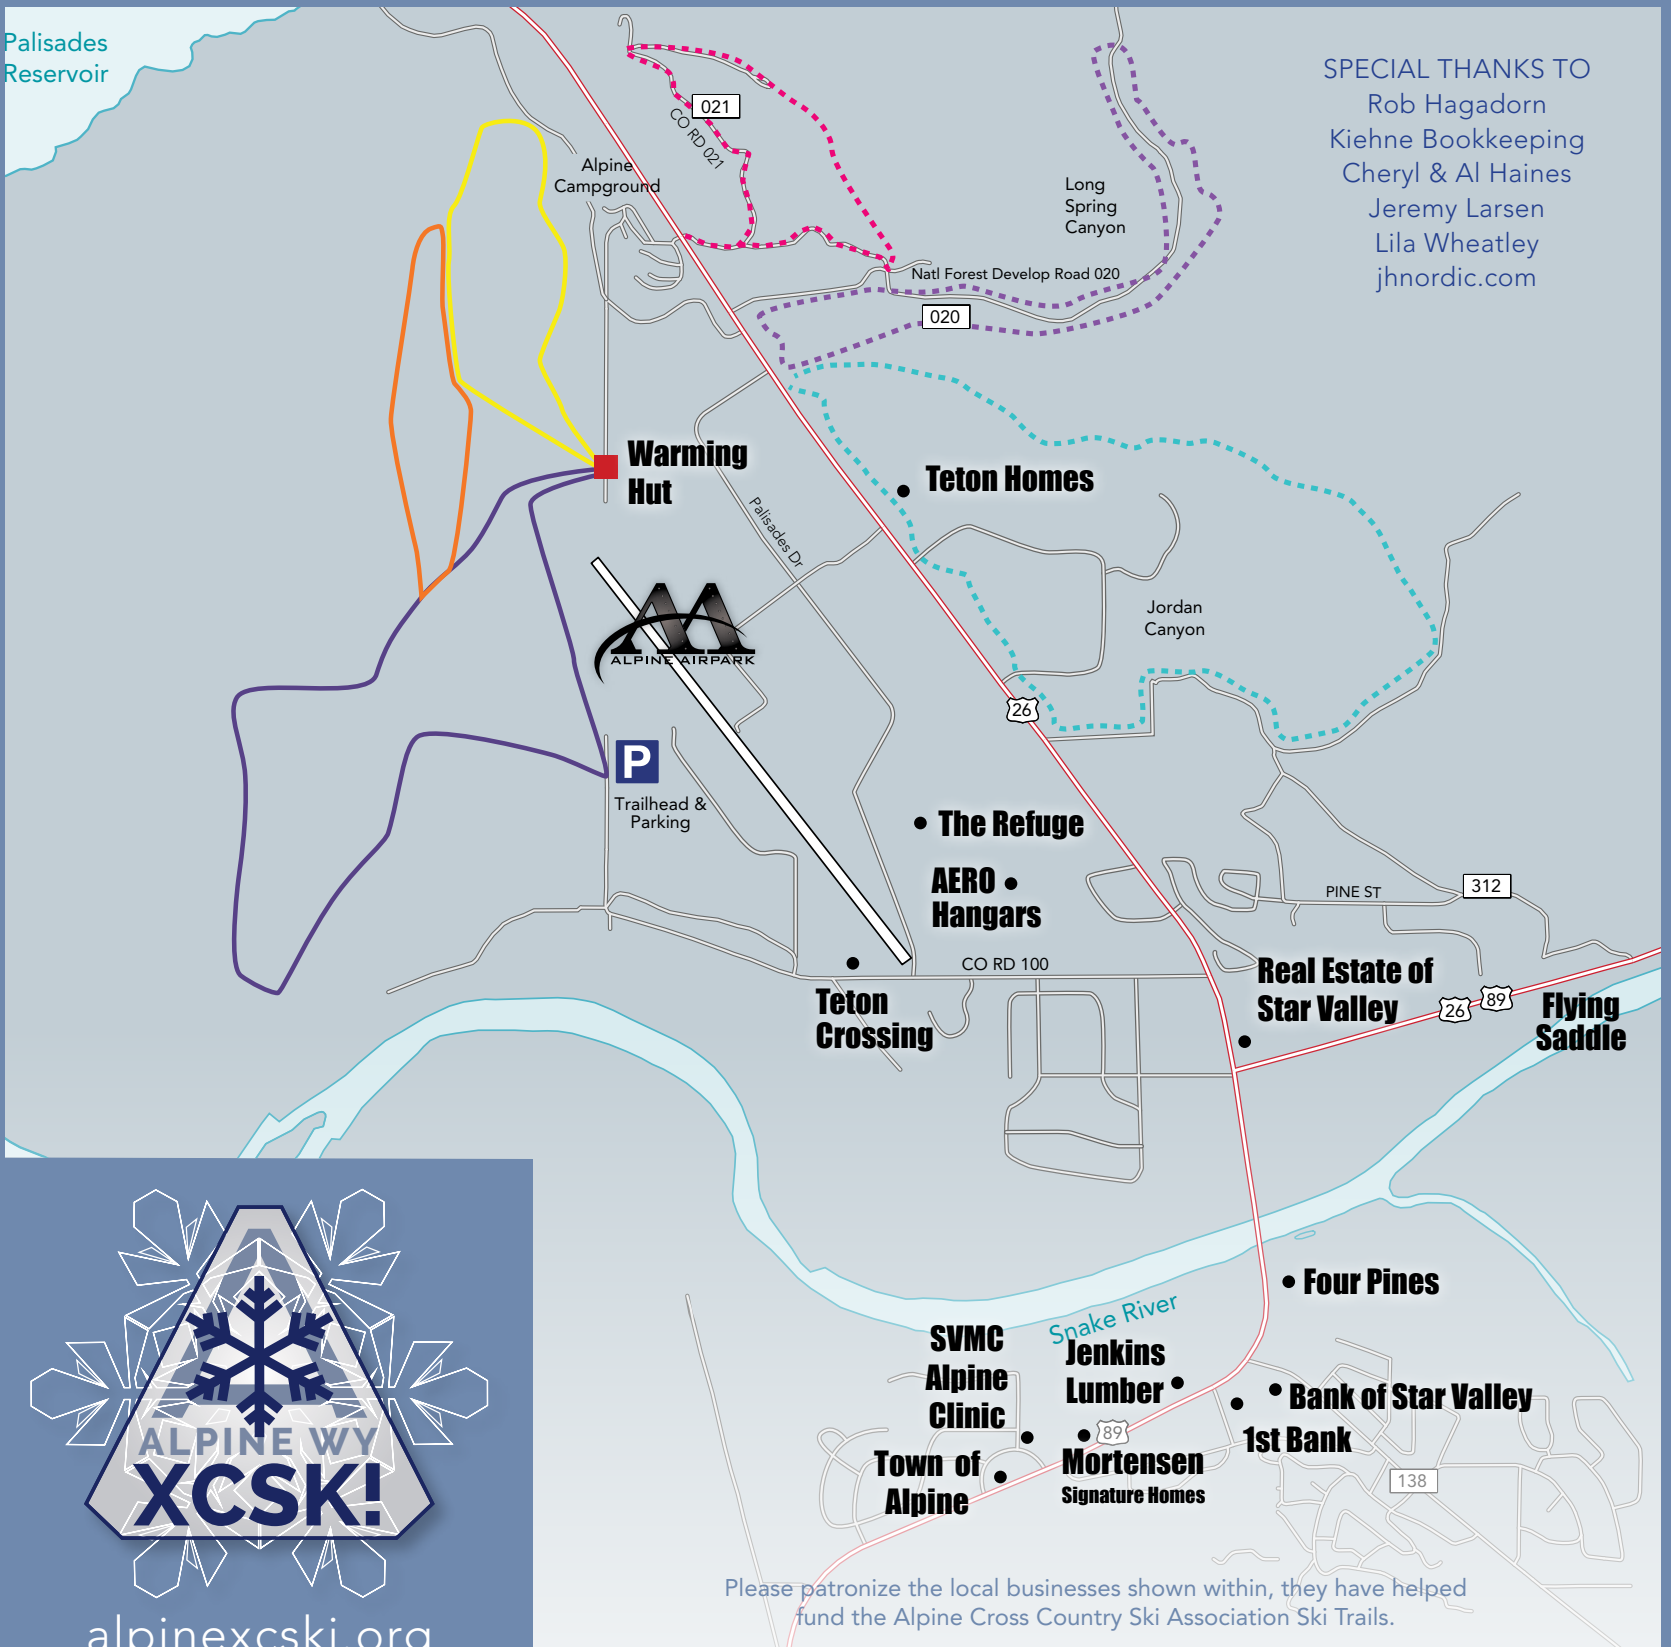 Palisades
Reservoir
SPECIAL THANKS TO
Rob Hagadorn
Kiehne Bookkeeping
Cheryl & Al Haines
Jeremy Larsen
Lila Wheatley
jhnordic.com
021
CO RD 021
Alpine
Campground
Long
Spring
Canyon
Natl Forest Develop Road 020
020
Warming
Hut
Teton Homes
Palisades Dr
ALPINE AIRPARK
Jordan
Canyon
26
P
Trailhead &
Parking
The Refuge
AERO
Hangars
PINE ST
312
CO RD 100
Real Estate of
Star Valley
26
89
Flying
Saddle
Teton
Crossing
Four Pines
Snake River
SVMC
Alpine
Clinic
Jenkins
Lumber
Bank of Star Valley
1st Bank
89
Town of
Alpine
Mortensen
Signature Homes
138
ALPINE WY
XCSK!
alpinexcski.org
Please patronize the local businesses shown within, they have helped
fund the Alpine Cross Country Ski Association Ski Trails.